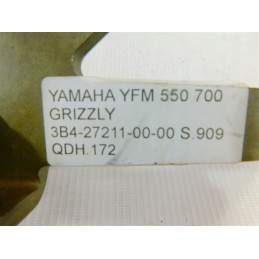 YAMAHA YFM 550 700
GRIZZLY
3B4-27211-00-00 S.909
QDH.172